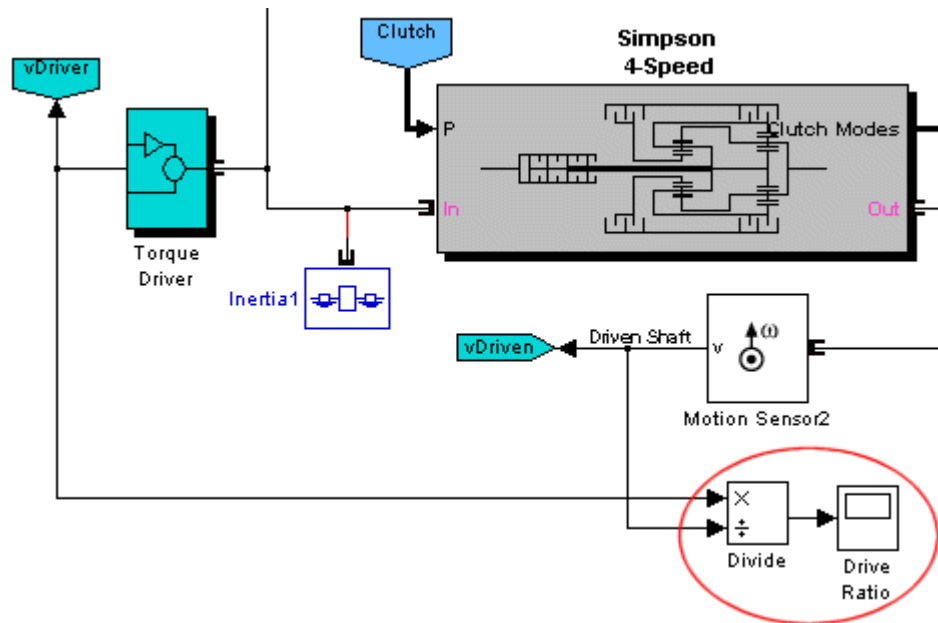 Clutch
Simpson
4-Speed
vDriver
P
Clutch Modes
In
Out
Torque
Driver
Inertia1
vDriven
Driven Shaft
v
(t)
Motion Sensor2
×
÷
Divide
Drive
Ratio